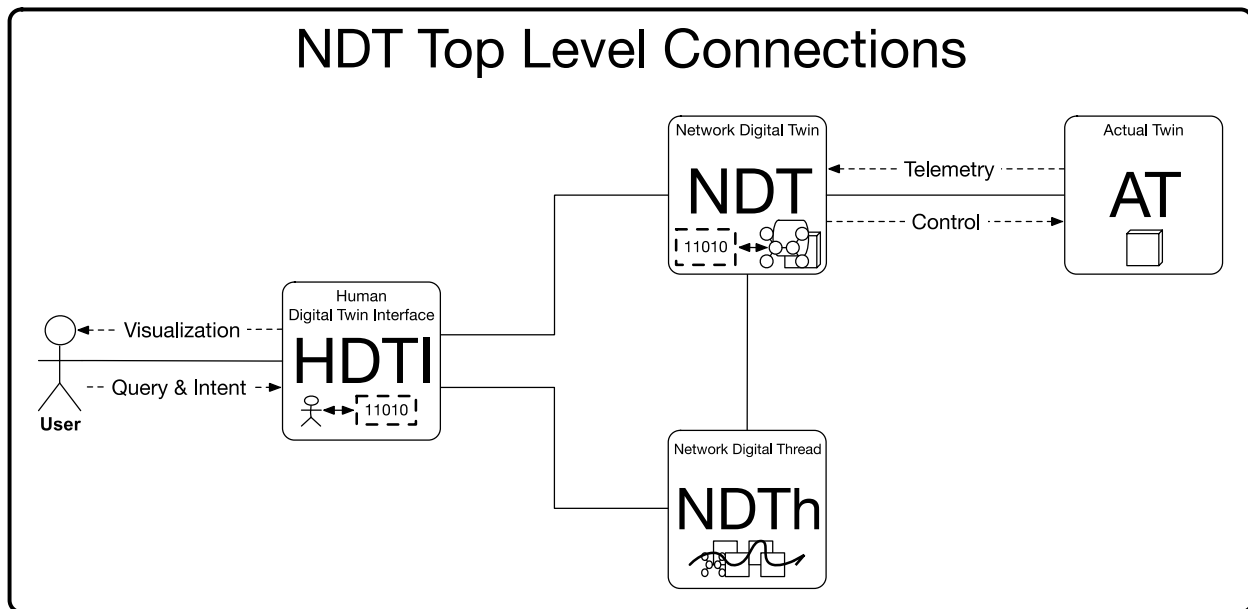 NDT Top Level Connections
Network Digital Twin
NDT
11010
Telemetry
Control
Actual Twin
AT
Visualization
Query & Intent
User
Human
Digital Twin Interface
HDTI
11010
Network Digital Thread
NDTh